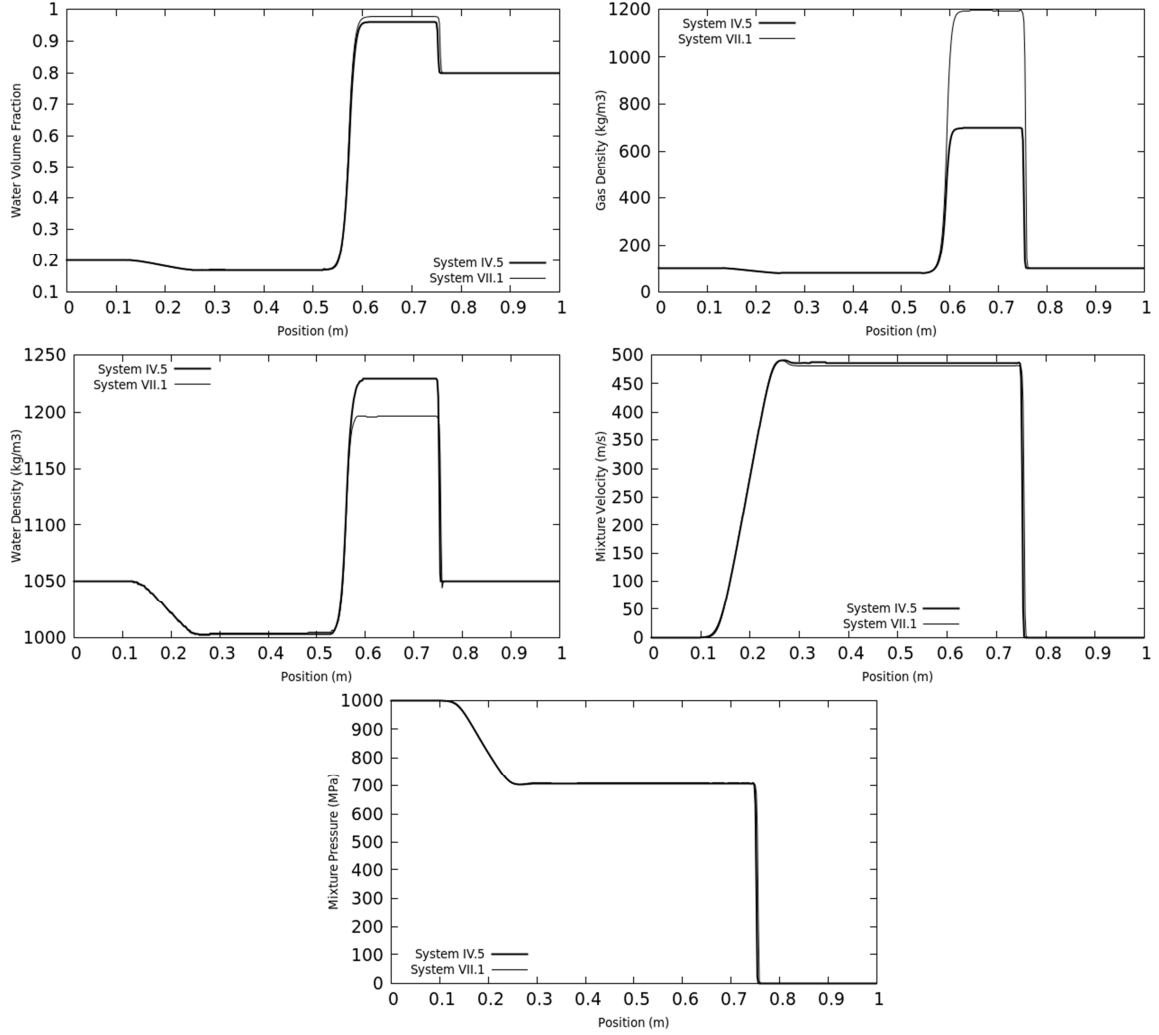 1
0.9
0.8
0.7
0.6
0.5
0.4
0.3
0.2
0.1
0 0.1 0.2 0.3 0.4 0.5 0.6 0.7 0.8 0.9 1
Water Volume Fraction
Position (m)
System IV.5
System VII.1
1200
1000
800
600
400
200
0
0 0.1 0.2 0.3 0.4 0.5 0.6 0.7 0.8 0.9 1
Gas Density (kg/m3)
Position (m)
System IV.5
System VII.1
1250
1200
1150
1100
1050
1000
0 0.1 0.2 0.3 0.4 0.5 0.6 0.7 0.8 0.9 1
Water Density (kg/m3)
Position (m)
System IV.5
System VII.1
500
450
400
350
300
250
200
150
100
50
0
0 0.1 0.2 0.3 0.4 0.5 0.6 0.7 0.8 0.9 1
Mixture Velocity (m/s)
Position (m)
System IV.5
System VII.1
1000
900
800
700
600
500
400
300
200
100
0
0 0.1 0.2 0.3 0.4 0.5 0.6 0.7 0.8 0.9 1
Mixture Pressure (MPa)
Position (m)
System IV.5
System VII.1